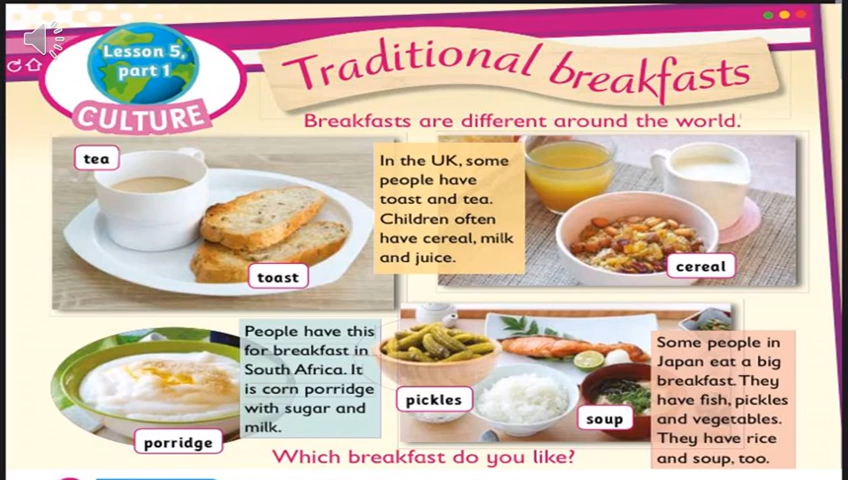 Lesson 5,
part 1
CULTURE
Traditional breakfasts
Breakfasts are different around the world.
tea
toast
In the UK, some
people have
toast and tea.
Children often
have cereal, milk
and juice.
cereal
porridge
People have this
for breakfast in
South Africa. It
is corn porridge
with sugar and
milk.
pickles
soup
Some people in
Japan eat a big
breakfast. They
have fish, pickles
and vegetables.
They have rice
and soup, too.
Which breakfast do you like?